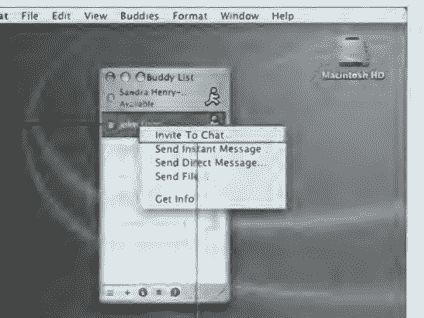 at File Edit View Buddies Format Window Help
Macintosh HD
Buddy List
Sandra Henry-...
Available
Invite To Chat...
Send Instant Message
Send Direct Message...
Send File
Get Info